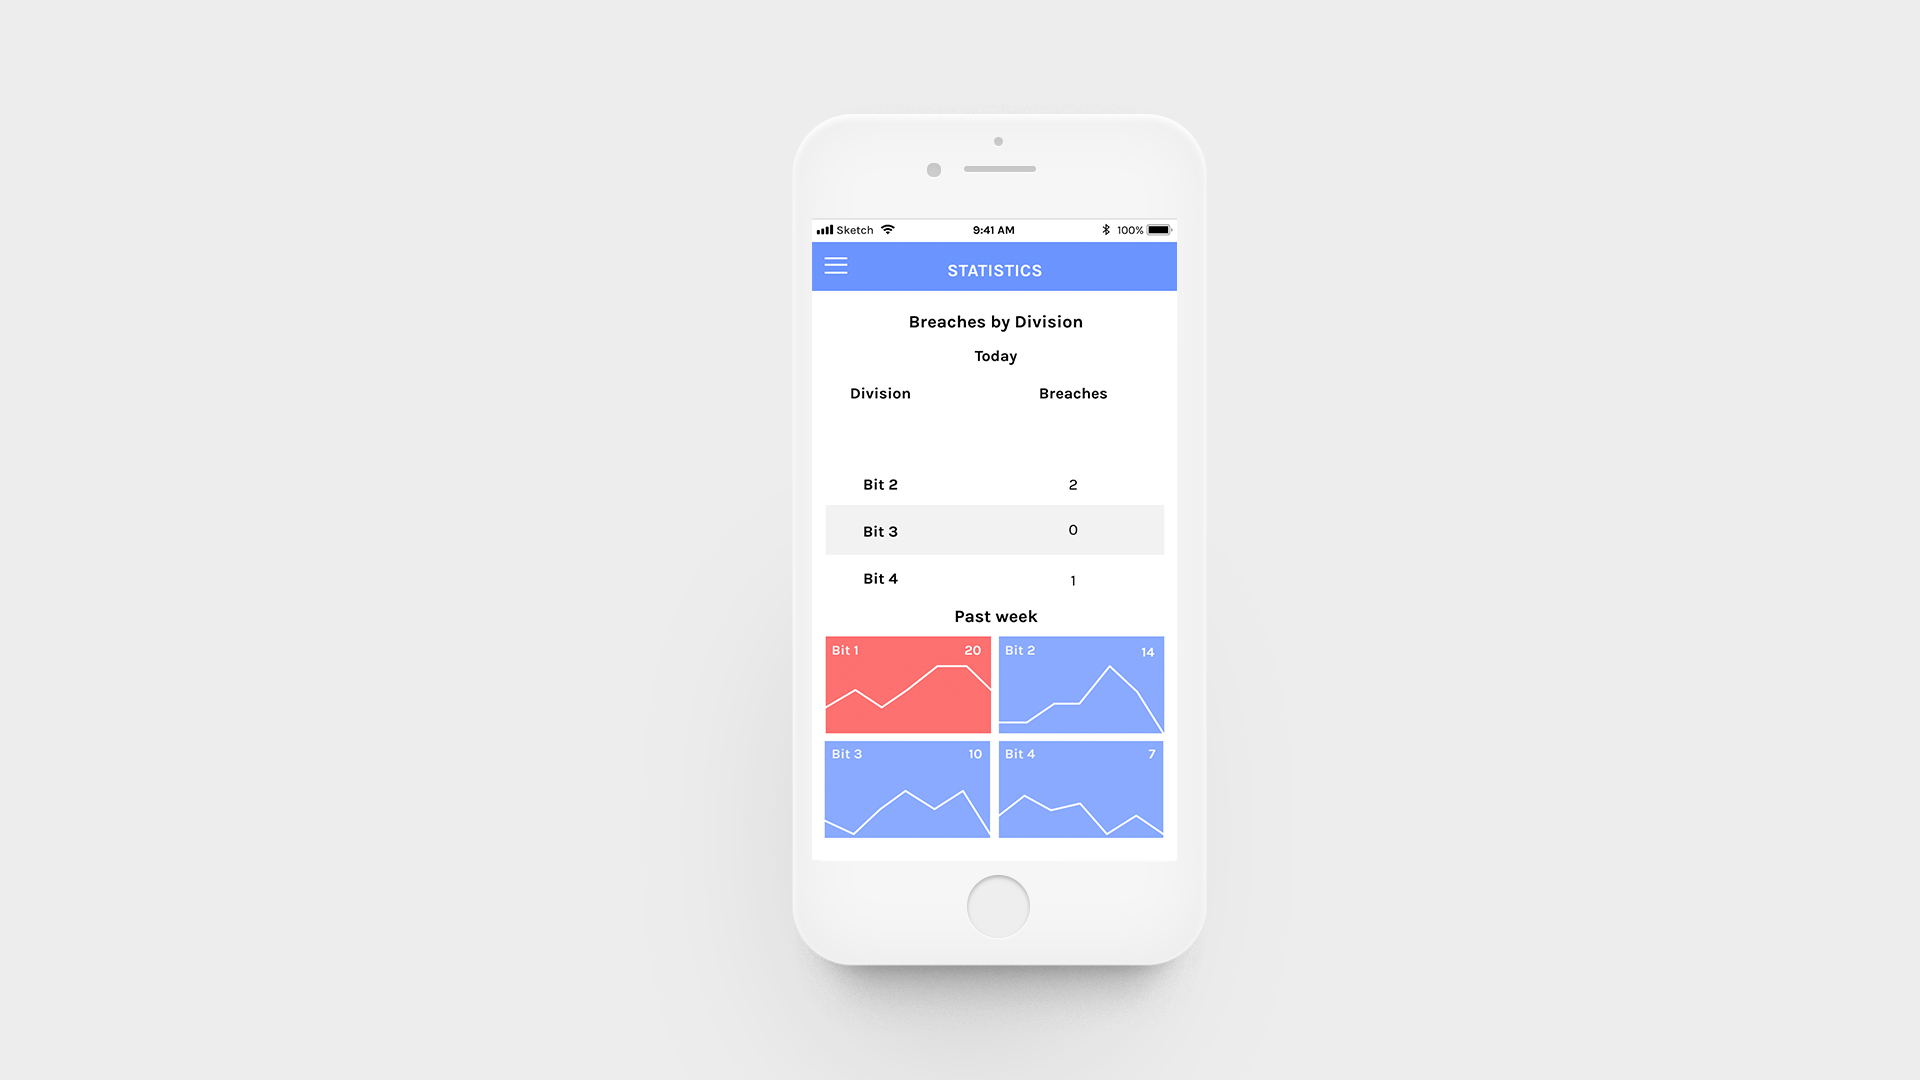 Sketch 9:41 AM 100%
STATISTICS
Breaches by Division
Today
Division Breaches
Bit 2 2
Bit 3 0
Bit 4 1
Past week
Bit 1 20
Bit 2 14
Bit 3 10
Bit 4 7